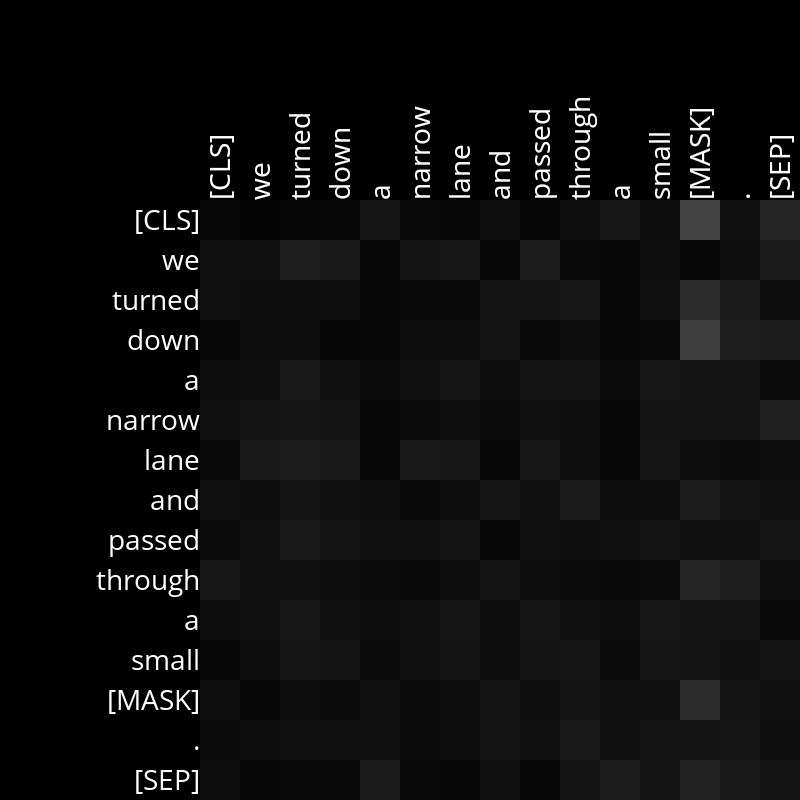 [CLS] we turned down a narrow lane and passed through a small [MASK] . [SEP]
[CLS]
we
turned
down
a
narrow
lane
and
passed
through
a
small
[MASK]
.
[SEP]